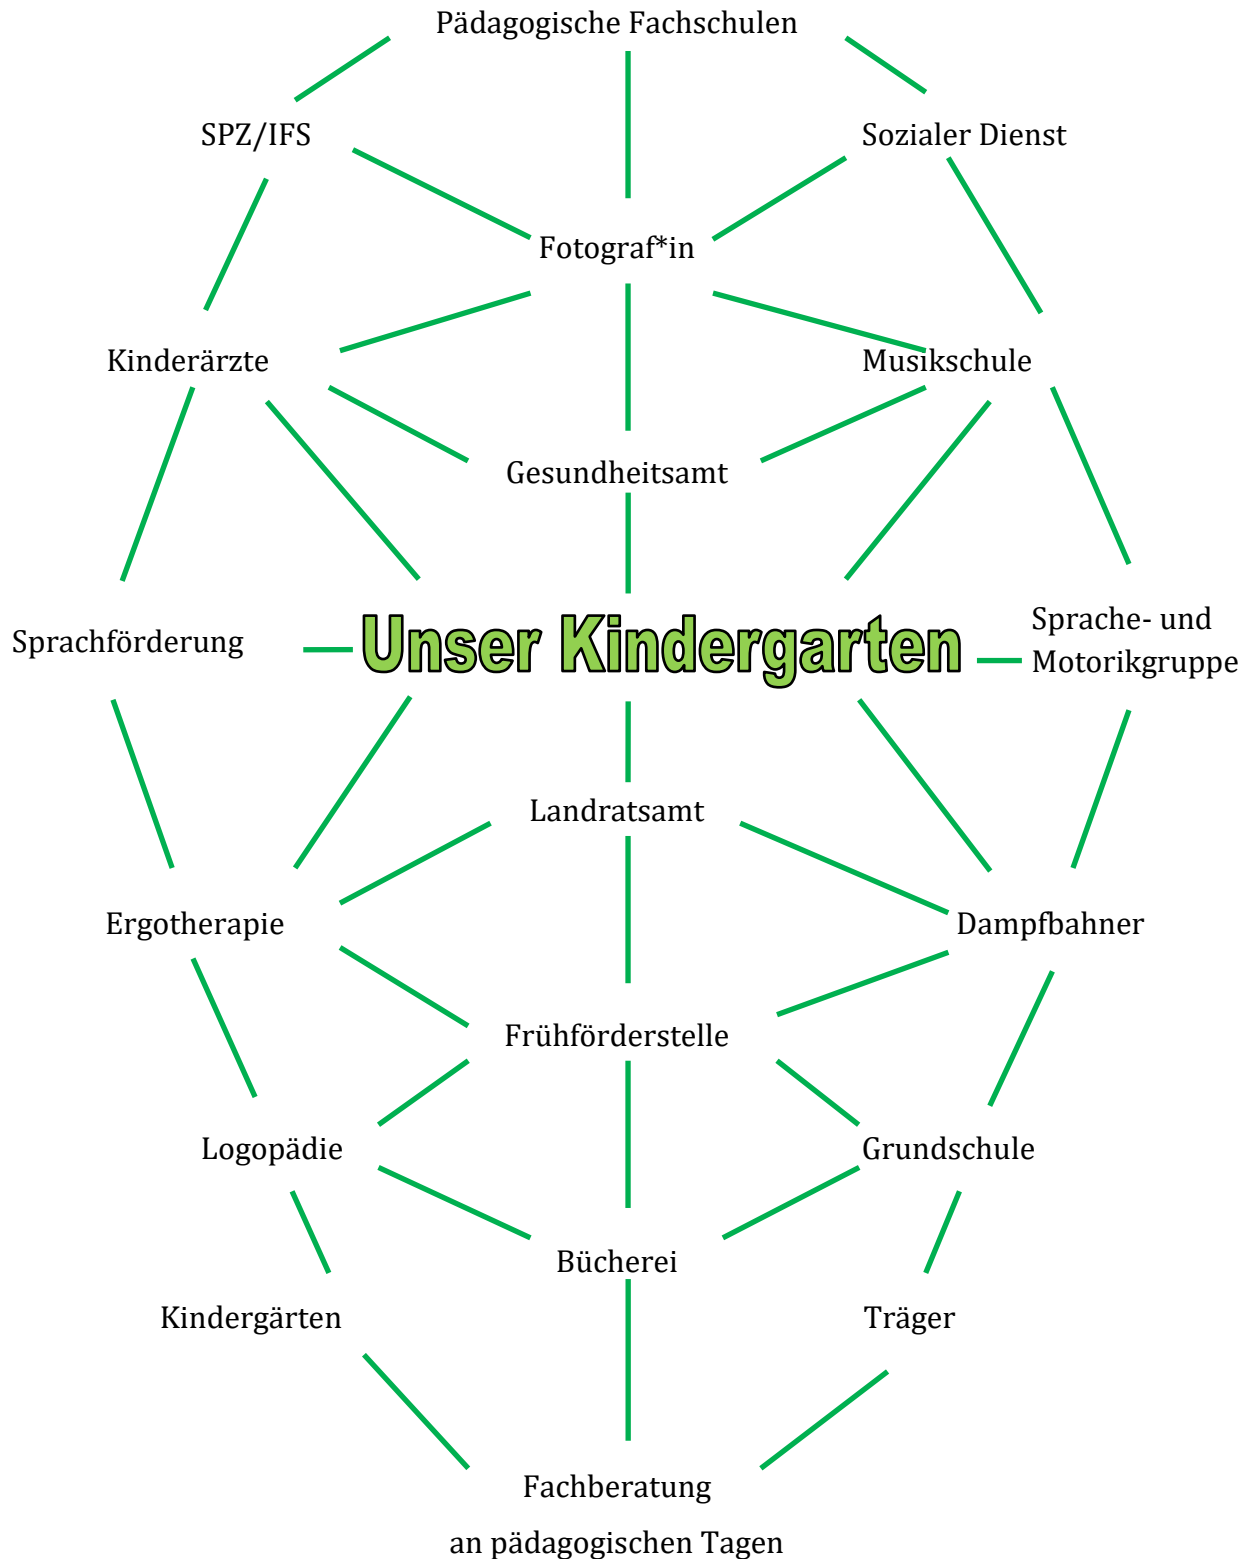 Pädagogische Fachschulen
SPZ/IFS
Sozialer Dienst
Fotograf*in
Kinderärzte
Musikschule
Gesundheitsamt
Sprachförderung
Unser Kindergarten
Sprache- und
Motorikgruppe
Landratsamt
Ergotherapie
Dampfbahner
Frühförderstelle
Logopädie
Grundschule
Bücherei
Kindergärten
Träger
Fachberatung
an pädagogischen Tagen